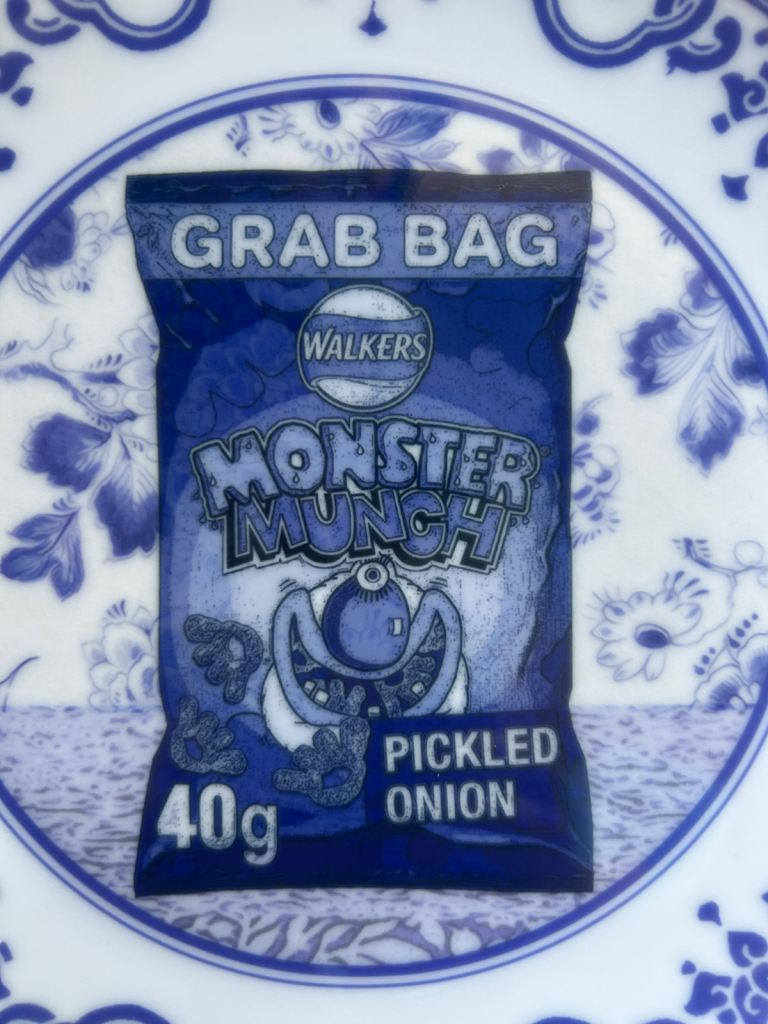 GRAB BAG
WALKERS
MONSTER
MUNCH
PICKLED
ONION
40g